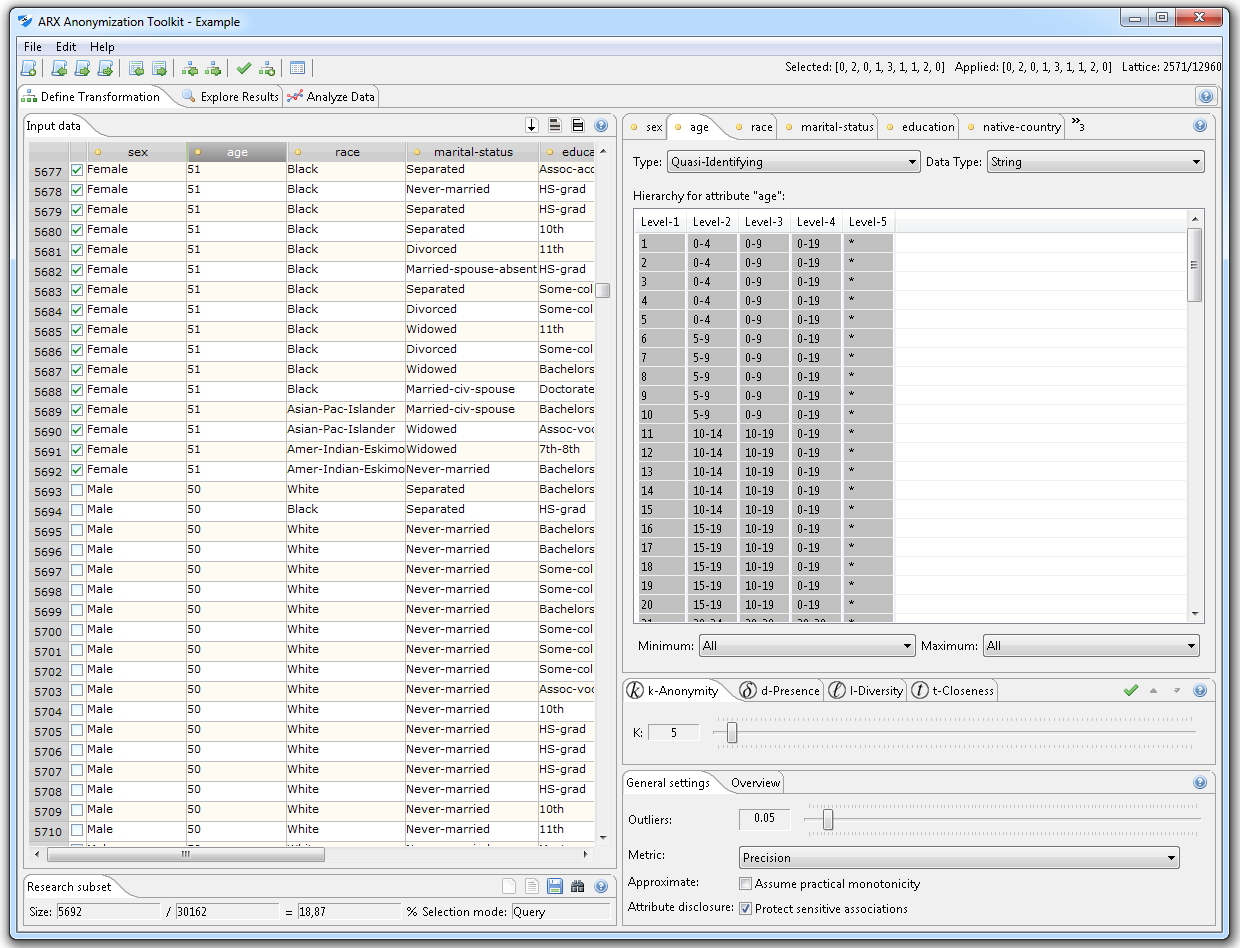 ARX Anonymization Toolkit - Example
File Edit Help
Selected: [0, 2, 0, 1, 3, 1, 1, 2, 0] Applied: [0, 2, 0, 1, 3, 1, 1, 2, 0] Lattice: 2571/12960
Define Transformation Explore Results Analyze Data
Input data
sex age race marital-status educa
5677 Female 51 Black Separated Assoc-acc
5678 Female 51 Black Never-married HS-grad
5679 Female 51 Black Separated HS-grad
5680 Female 51 Black Separated 10th
5681 Female 51 Black Divorced 11th
5682 Female 51 Black Married-spouse-absent HS-grad
5683 Female 51 Black Separated Some-col
5684 Female 51 Black Divorced Some-col
5685 Female 51 Black Widowed 11th
5686 Female 51 Black Divorced Some-col
5687 Female 51 Black Widowed Bachelors
5688 Female 51 Black Married-civ-spouse Doctorate
5689 Female 51 Asian-Pac-Islander Married-civ-spouse Bachelors
5690 Female 51 Asian-Pac-Islander Widowed Assoc-voc
5691 Female 51 Amer-Indian-Eskimo Widowed 7th-8th
5692 Female 51 Amer-Indian-Eskimo Never-married Bachelors
5693 Male 50 White Separated Bachelors
5694 Male 50 Black Separated HS-grad
5695 Male 50 White Never-married Bachelors
5696 Male 50 White Never-married Bachelors
5697 Male 50 White Never-married Some-col
5698 Male 50 White Never-married Some-col
5699 Male 50 White Never-married Bachelors
5700 Male 50 White Never-married Some-col
5701 Male 50 White Never-married Some-col
5702 Male 50 White Never-married Some-col
5703 Male 50 White Never-married Assoc-voc
5704 Male 50 White Never-married 10th
5705 Male 50 White Never-married HS-grad
5706 Male 50 White Never-married HS-grad
5707 Male 50 White Never-married HS-grad
5708 Male 50 White Never-married HS-grad
5709 Male 50 White Never-married 10th
5710 Male 50 White Never-married 11th
Research subset
Size: 5692 / 30162 = 18,87 % Selection mode: Query
sex age race marital-status education native-country »3
Type: Quasi-Identifying Data Type: String
Hierarchy for attribute "age":
Level-1 Level-2 Level-3 Level-4 Level-5
1 0-4 0-9 0-19 *
2 0-4 0-9 0-19 *
3 0-4 0-9 0-19 *
4 0-4 0-9 0-19 *
5 0-4 0-9 0-19 *
6 5-9 0-9 0-19 *
7 5-9 0-9 0-19 *
8 5-9 0-9 0-19 *
9 5-9 0-9 0-19 *
10 5-9 0-9 0-19 *
11 10-14 10-19 0-19 *
12 10-14 10-19 0-19 *
13 10-14 10-19 0-19 *
14 10-14 10-19 0-19 *
15 10-14 10-19 0-19 *
16 15-19 10-19 0-19 *
17 15-19 10-19 0-19 *
18 15-19 10-19 0-19 *
19 15-19 10-19 0-19 *
20 15-19 10-19 0-19 *
Minimum: All Maximum: All
k k-Anonymity δ d-Presence ℓ l-Diversity t t-Closeness
K: 5
General settings Overview
Outliers: 0.05
Metric: Precision
Approximate: Assume practical monotonicity
Attribute disclosure: Protect sensitive associations